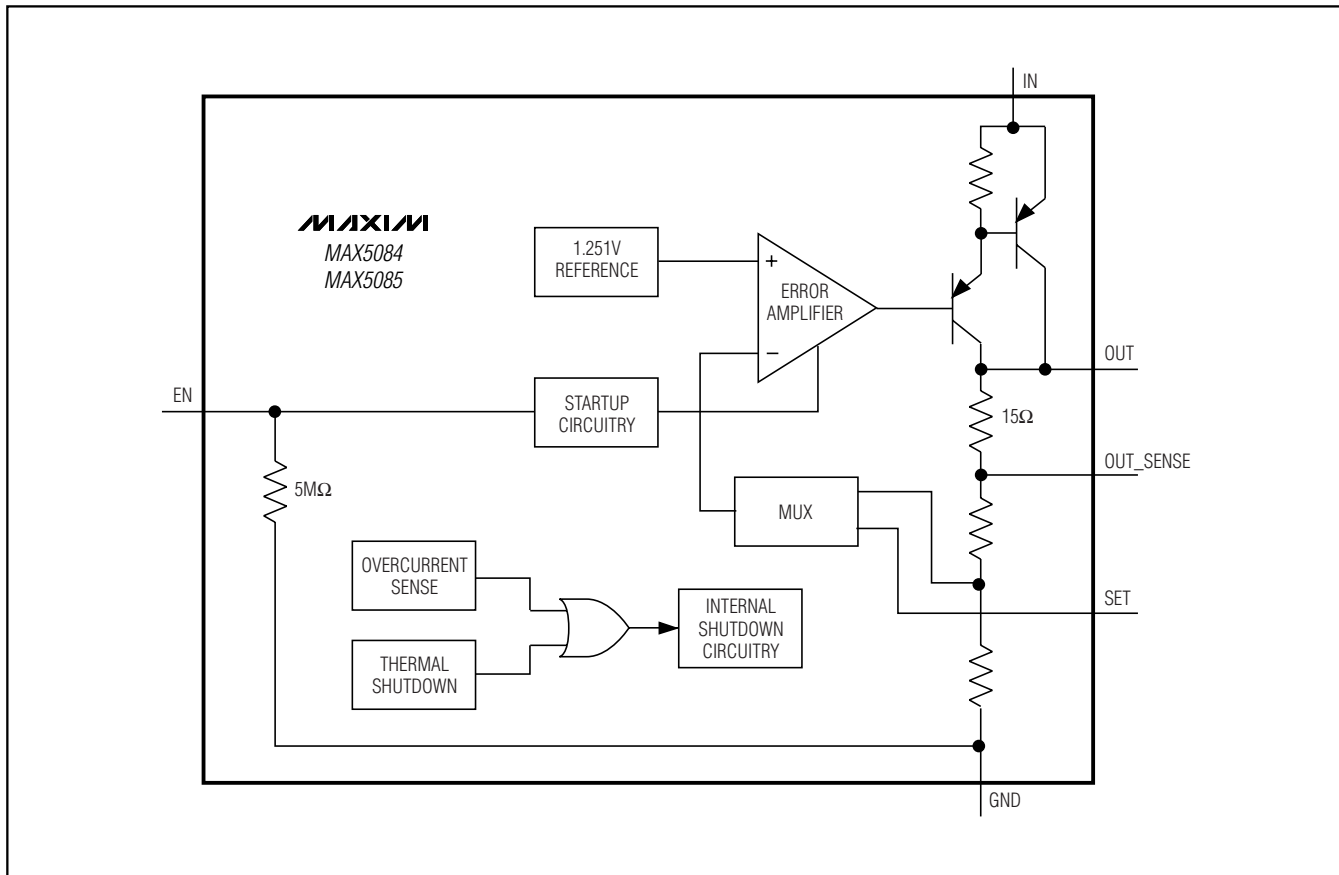 IN
MAXIM
MAX5084
MAX5085
1.251V
REFERENCE
+
ERROR
AMPLIFIER
−
OUT
EN
STARTUP
CIRCUITRY
15Ω
OUT_SENSE
5MΩ
MUX
OVERCURRENT
SENSE
INTERNAL
SHUTDOWN
CIRCUITRY
SET
THERMAL
SHUTDOWN
GND